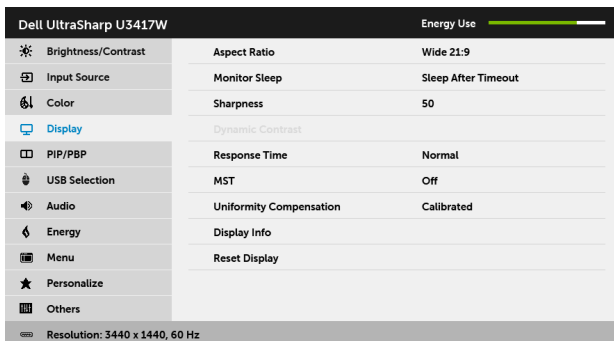 Dell UltraSharp U3417W Energy Use
Brightness/Contrast Aspect Ratio Wide 21:9
Input Source Monitor Sleep Sleep After Timeout
Color Sharpness 50
Display Dynamic Contrast
PIP/PBP Response Time Normal
USB Selection MST Off
Audio Uniformity Compensation Calibrated
Energy Display Info
Menu Reset Display
Personalize
Others
Resolution: 3440 x 1440, 60 Hz